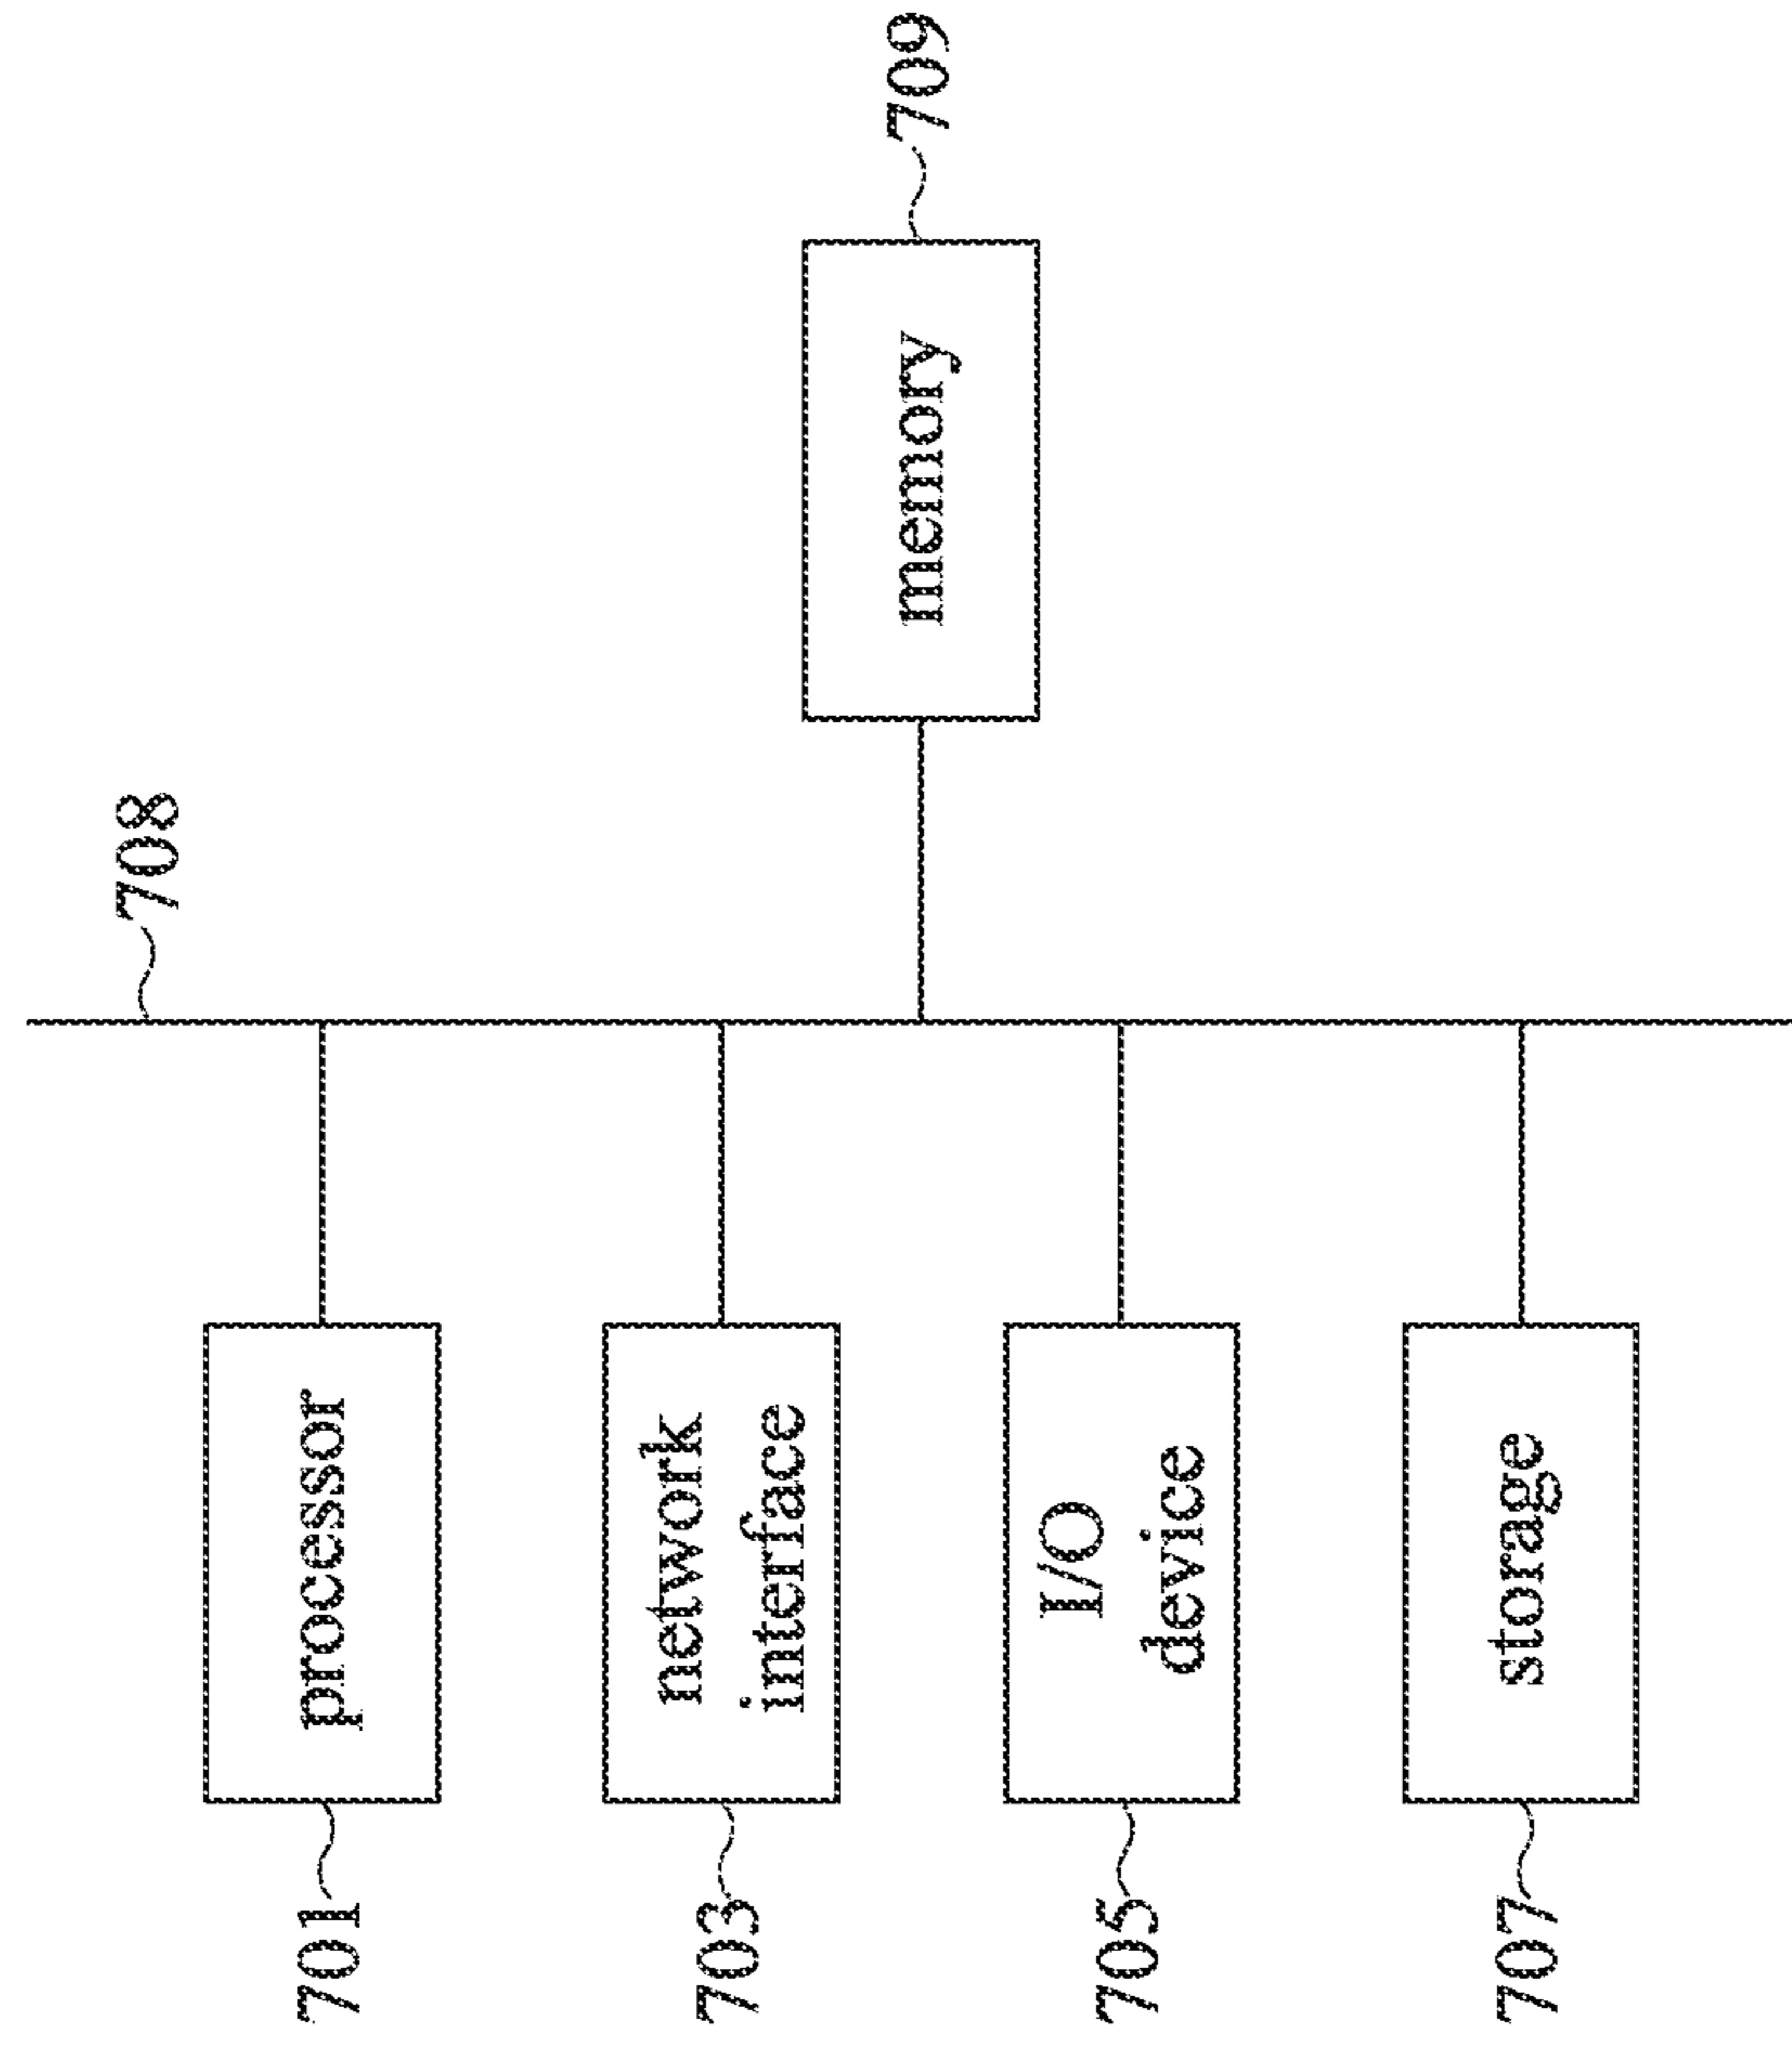 701
processor
703
network
interface
705
I/O
device
707
storage
708
memory
709